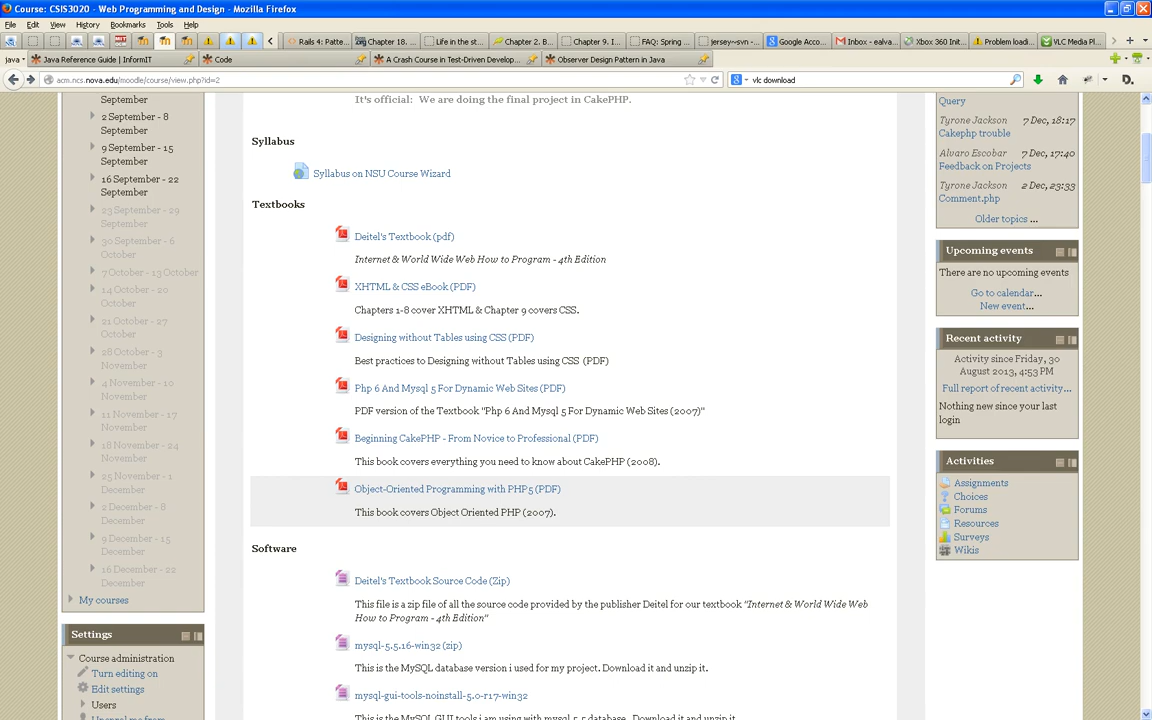 Course: CSIS3020 - Web Programming and Design - Mozilla Firefox
File Edit View History Bookmarks Tools Help
Rails 4: Patte... Chapter 18. ... Life in the st... Chapter 2. B... Chapter 9. I... FAQ: Spring ... jersey~svn - ... Google Acco... Inbox - ealva... Xbox 360 Inst... Problem loadi... VLC Media Pl...
java Java Reference Guide | InformIT Code A Crash Course in Test-Driven Develop... Observer Design Pattern in Java
acm.ncs.nova.edu/moodle/course/view.php?id=2 vlc download
September
2 September - 8 September
9 September - 15 September
16 September - 22 September
23 September - 29 September
30 September - 6 October
7 October - 13 October
14 October - 20 October
21 October - 27 October
28 October - 3 November
4 November - 10 November
11 November - 17 November
18 November - 24 November
25 November - 1 December
2 December - 8 December
9 December - 15 December
16 December - 22 December
My courses
Settings
Course administration
Turn editing on
Edit settings
Users
It's official: We are doing the final project in CakePHP.
Syllabus
Syllabus on NSU Course Wizard
Textbooks
Deitel's Textbook (pdf)
Internet & World Wide Web How to Program - 4th Edition
XHTML & CSS eBook (PDF)
Chapters 1-8 cover XHTML & Chapter 9 covers CSS.
Designing without Tables using CSS (PDF)
Best practices to Designing without Tables using CSS (PDF)
Php 6 And Mysql 5 For Dynamic Web Sites (PDF)
PDF version of the Textbook "Php 6 And Mysql 5 For Dynamic Web Sites (2007)"
Beginning CakePHP - From Novice to Professional (PDF)
This book covers everything you need to know about CakePHP (2008).
Object-Oriented Programming with PHP5 (PDF)
This book covers Object Oriented PHP (2007).
Software
Deitel's Textbook Source Code (Zip)
This file is a zip file of all the source code provided by the publisher Deitel for our textbook "Internet & World Wide Web
How to Program - 4th Edition"
mysql-5.5.16-win32 (zip)
This is the MySQL database version i used for my project. Download it and unzip it.
mysql-gui-tools-noinstall-5.0-r17-win32
This is the MySQL GUI tools i am using with mysql 5.5 database. Download it and unzip it.
Query
Tyrone Jackson 7 Dec, 18:17
Cakephp trouble
Alvaro Escobar 7 Dec, 17:40
Feedback on Projects
Tyrone Jackson 2 Dec, 23:33
Comment.php
Older topics ...
Upcoming events
There are no upcoming events
Go to calendar...
New event...
Recent activity
Activity since Friday, 30
August 2013, 4:53 PM
Full report of recent activity...
Nothing new since your last
login
Activities
Assignments
Choices
Forums
Resources
Surveys
Wikis